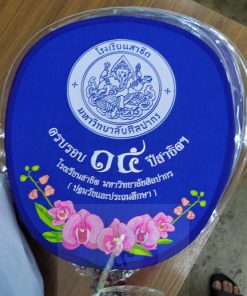 โรงเรียนสาธิต
มหาวิทยาลัยศิลปากร
ครบรอบ ๑๕ ปีสาธิตฯ
โรงเรียนสาธิต มหาวิทยาลัยศิลปากร
( ปฐมวัยและประถมศึกษา )